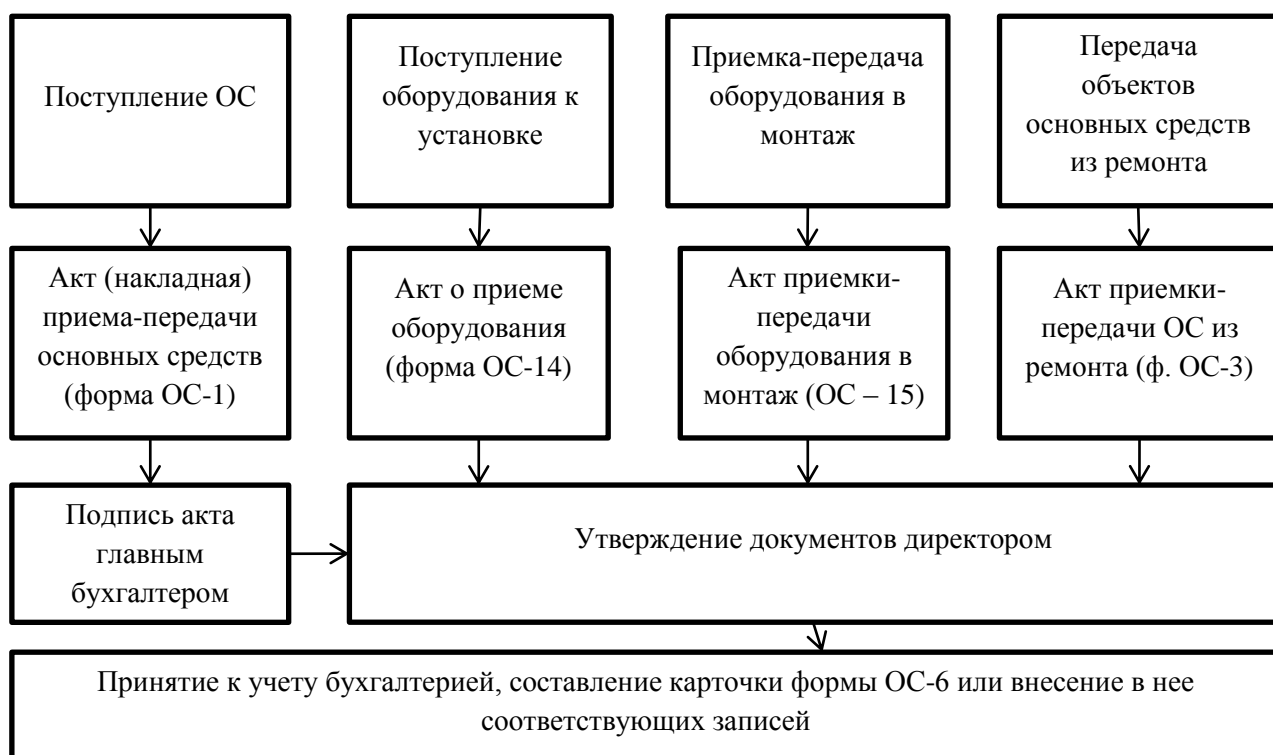 Поступление ОС
Поступление
оборудования к
установке
Приемка-передача
оборудования в
монтаж
Передача
объектов
основных средств
из ремонта
Акт (накладная)
приема-передачи
основных средств
(форма ОС-1)
Акт о приеме
оборудования
(форма ОС-14)
Акт приемки-
передачи
оборудования в
монтаж (ОС – 15)
Акт приемки-
передачи ОС из
ремонта (ф. ОС-3)
Подпись акта
главным
бухгалтером
Утверждение документов директором
Принятие к учету бухгалтерией, составление карточки формы ОС-6 или внесение в нее
соответствующих записей